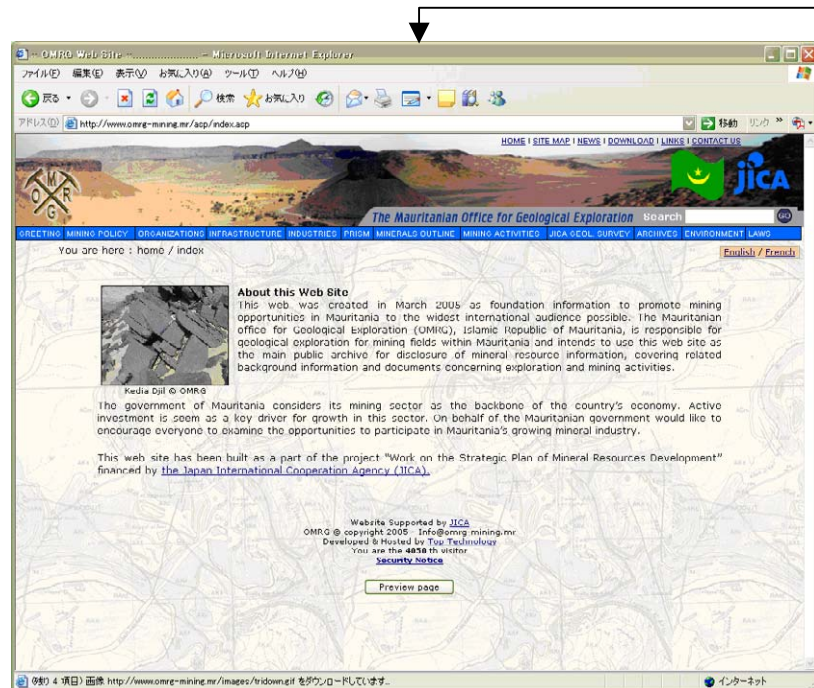 ~ OMRG Web Site ~..................... - Microsoft Internet Explorer
ファイル(F) 編集(E) 表示(V) お気に入り(A) ツール(T) ヘルプ(H)
戻る 検索 お気に入り
アドレス(D) http://www.omrg-mining.mr/asp/index.asp 移動 リンク »
HOME | SITE MAP | NEWS | DOWNLOAD | LINKS | CONTACT US
O M R G
jica
The Mauritanian Office for Geological Exploration Search GO
GREETING MINING POLICY ORGANIZATIONS INFRASTRUCTURE INDUSTRIES PRISM MINERALS OUTLINE MINING ACTIVITIES JICA GEOL. SURVEY ARCHIVES ENVIRONMENT LAWS
You are here : home / index English / French
About this Web Site
This web was created in March 2005 as foundation information to promote mining
opportunities in Mauritania to the widest international audience possible. The Mauritanian
office for Geological Exploration (OMRG), Islamic Republic of Mauritania, is responsible for
geological exploration for mining fields within Mauritania and intends to use this web site as
the main public archive for disclosure of mineral resource information, covering related
background information and documents concerning exploration and mining activities.
Kedia Djil © OMRG
The government of Mauritania considers its mining sector as the backbone of the country's economy. Active
investment is seem as a key driver for growth in this sector. On behalf of the Mauritanian government would like to
encourage everyone to examine the opportunities to participate in Mauritania's growing mineral industry.
This web site has been built as a part of the project "Work on the Strategic Plan of Mineral Resources Development"
financed by the Japan International Cooperation Agency (JICA).
Website Supported by JICA
OMRG © copyright 2005 - Info@omrg-mining.mr
Developed & Hosted by Top Technology
You are the 4050 th visitor
Security Notice
Preview page
(残り 4 項目) 画像 http://www.omrg-mining.mr/images/tridown.gif をダウンロードしています.. インターネット